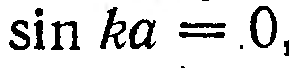 sin ka = 0,